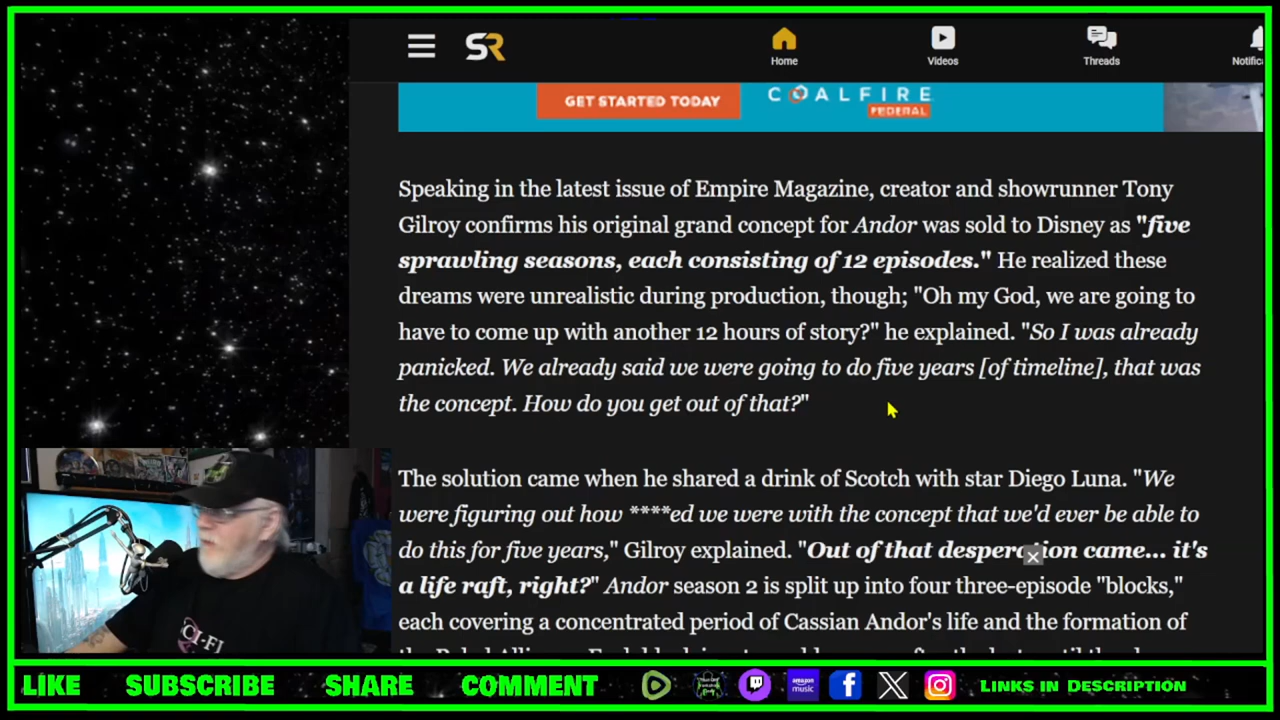 SR
Home
Videos
Threads
Notific
GET STARTED TODAY
COALFIRE
FEDERAL
Speaking in the latest issue of Empire Magazine, creator and showrunner Tony
Gilroy confirms his original grand concept for Andor was sold to Disney as "five
sprawling seasons, each consisting of 12 episodes." He realized these
dreams were unrealistic during production, though; "Oh my God, we are going to
have to come up with another 12 hours of story?" he explained. "So I was already
panicked. We already said we were going to do five years [of timeline], that was
the concept. How do you get out of that?"
The solution came when he shared a drink of Scotch with star Diego Luna. "We
were figuring out how ****ed we were with the concept that we'd ever be able to
do this for five years," Gilroy explained. "Out of that desperation came... it's
a life raft, right?" Andor season 2 is split up into four three-episode "blocks,"
each covering a concentrated period of Cassian Andor's life and the formation of
SCI-FI
LIKE
SUBSCRIBE
SHARE
COMMENT
amazon music
LINKS IN DESCRIPTION